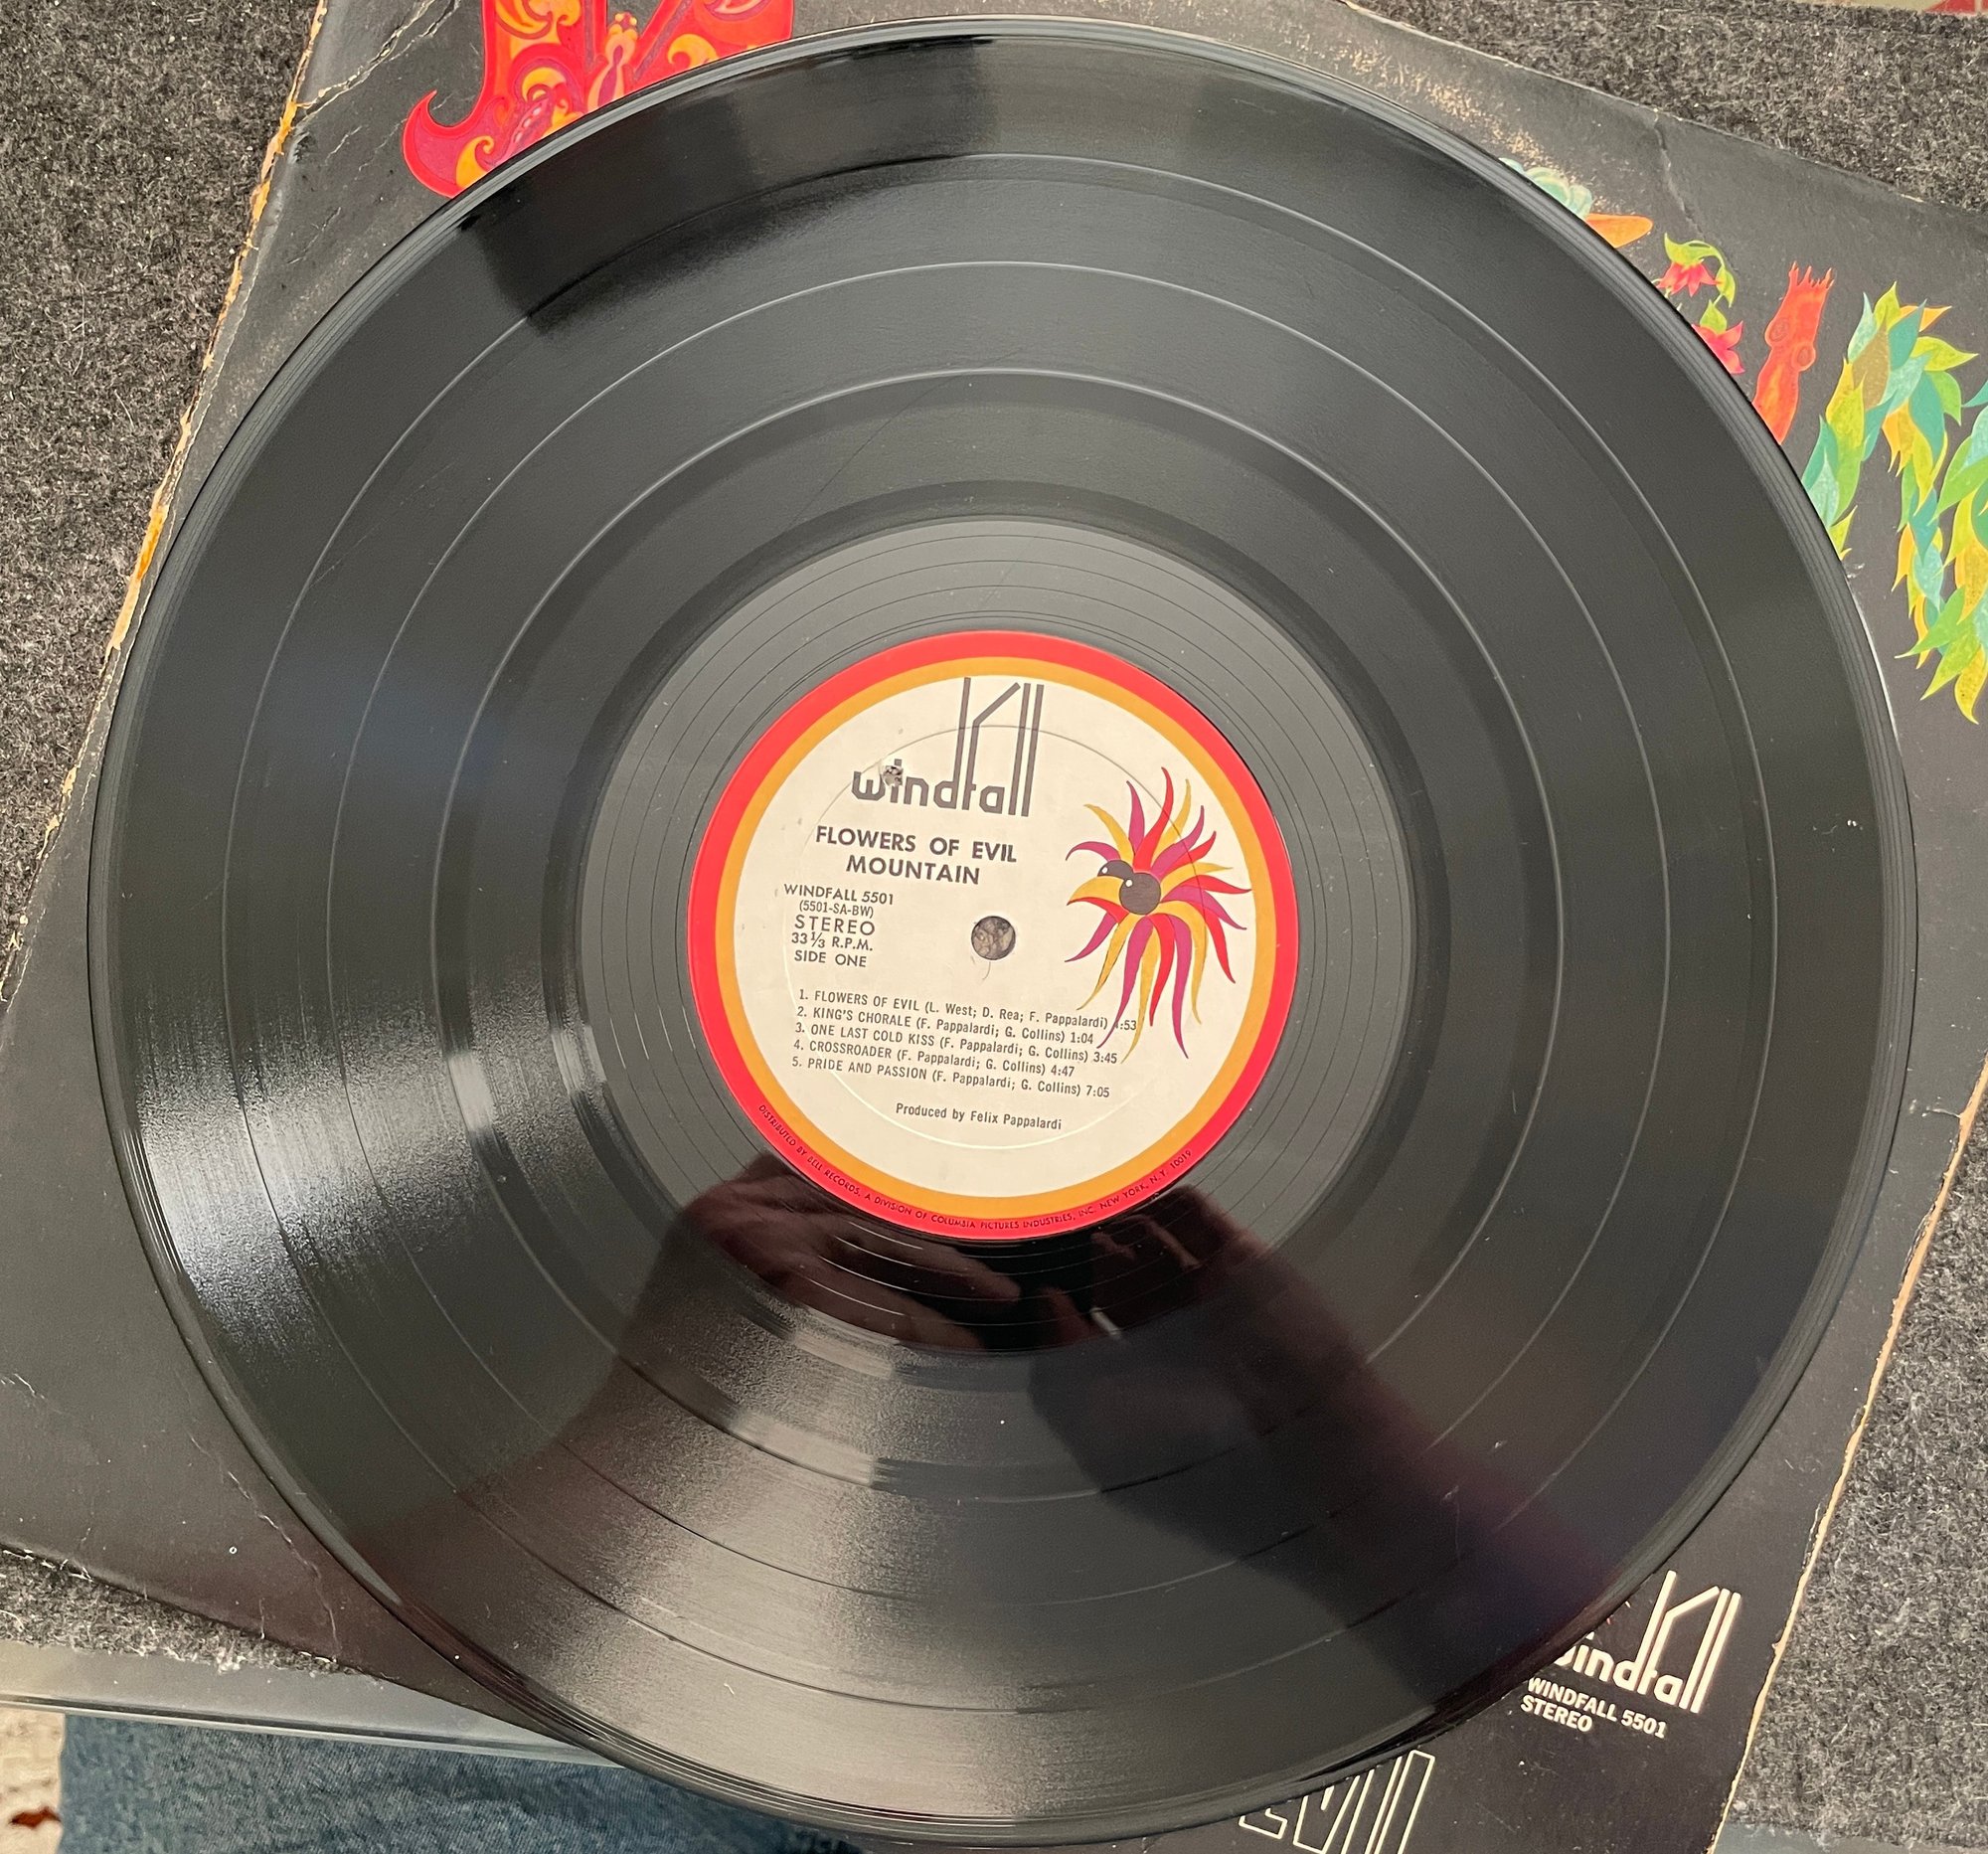 windfall
FLOWERS OF EVIL
MOUNTAIN
WINDFALL 5501
(5501-SA-BW)
STEREO
33⅓ R.P.M.
SIDE ONE
1. FLOWERS OF EVIL (L. West; D. Rea; F. Pappalardi) :53
2. KING'S CHORALE (F. Pappalardi; G. Collins) 1:04
3. ONE LAST COLD KISS (F. Pappalardi; G. Collins) 3:45
4. CROSSROADER (F. Pappalardi; G. Collins) 4:47
5. PRIDE AND PASSION (F. Pappalardi; G. Collins) 7:05
Produced by Felix Pappalardi
DISTRIBUTED BY BELL RECORDS, A DIVISION OF COLUMBIA PICTURES INDUSTRIES, INC. NEW YORK, N.Y. 10019
windfall
WINDFALL 5501
STEREO
EVIL